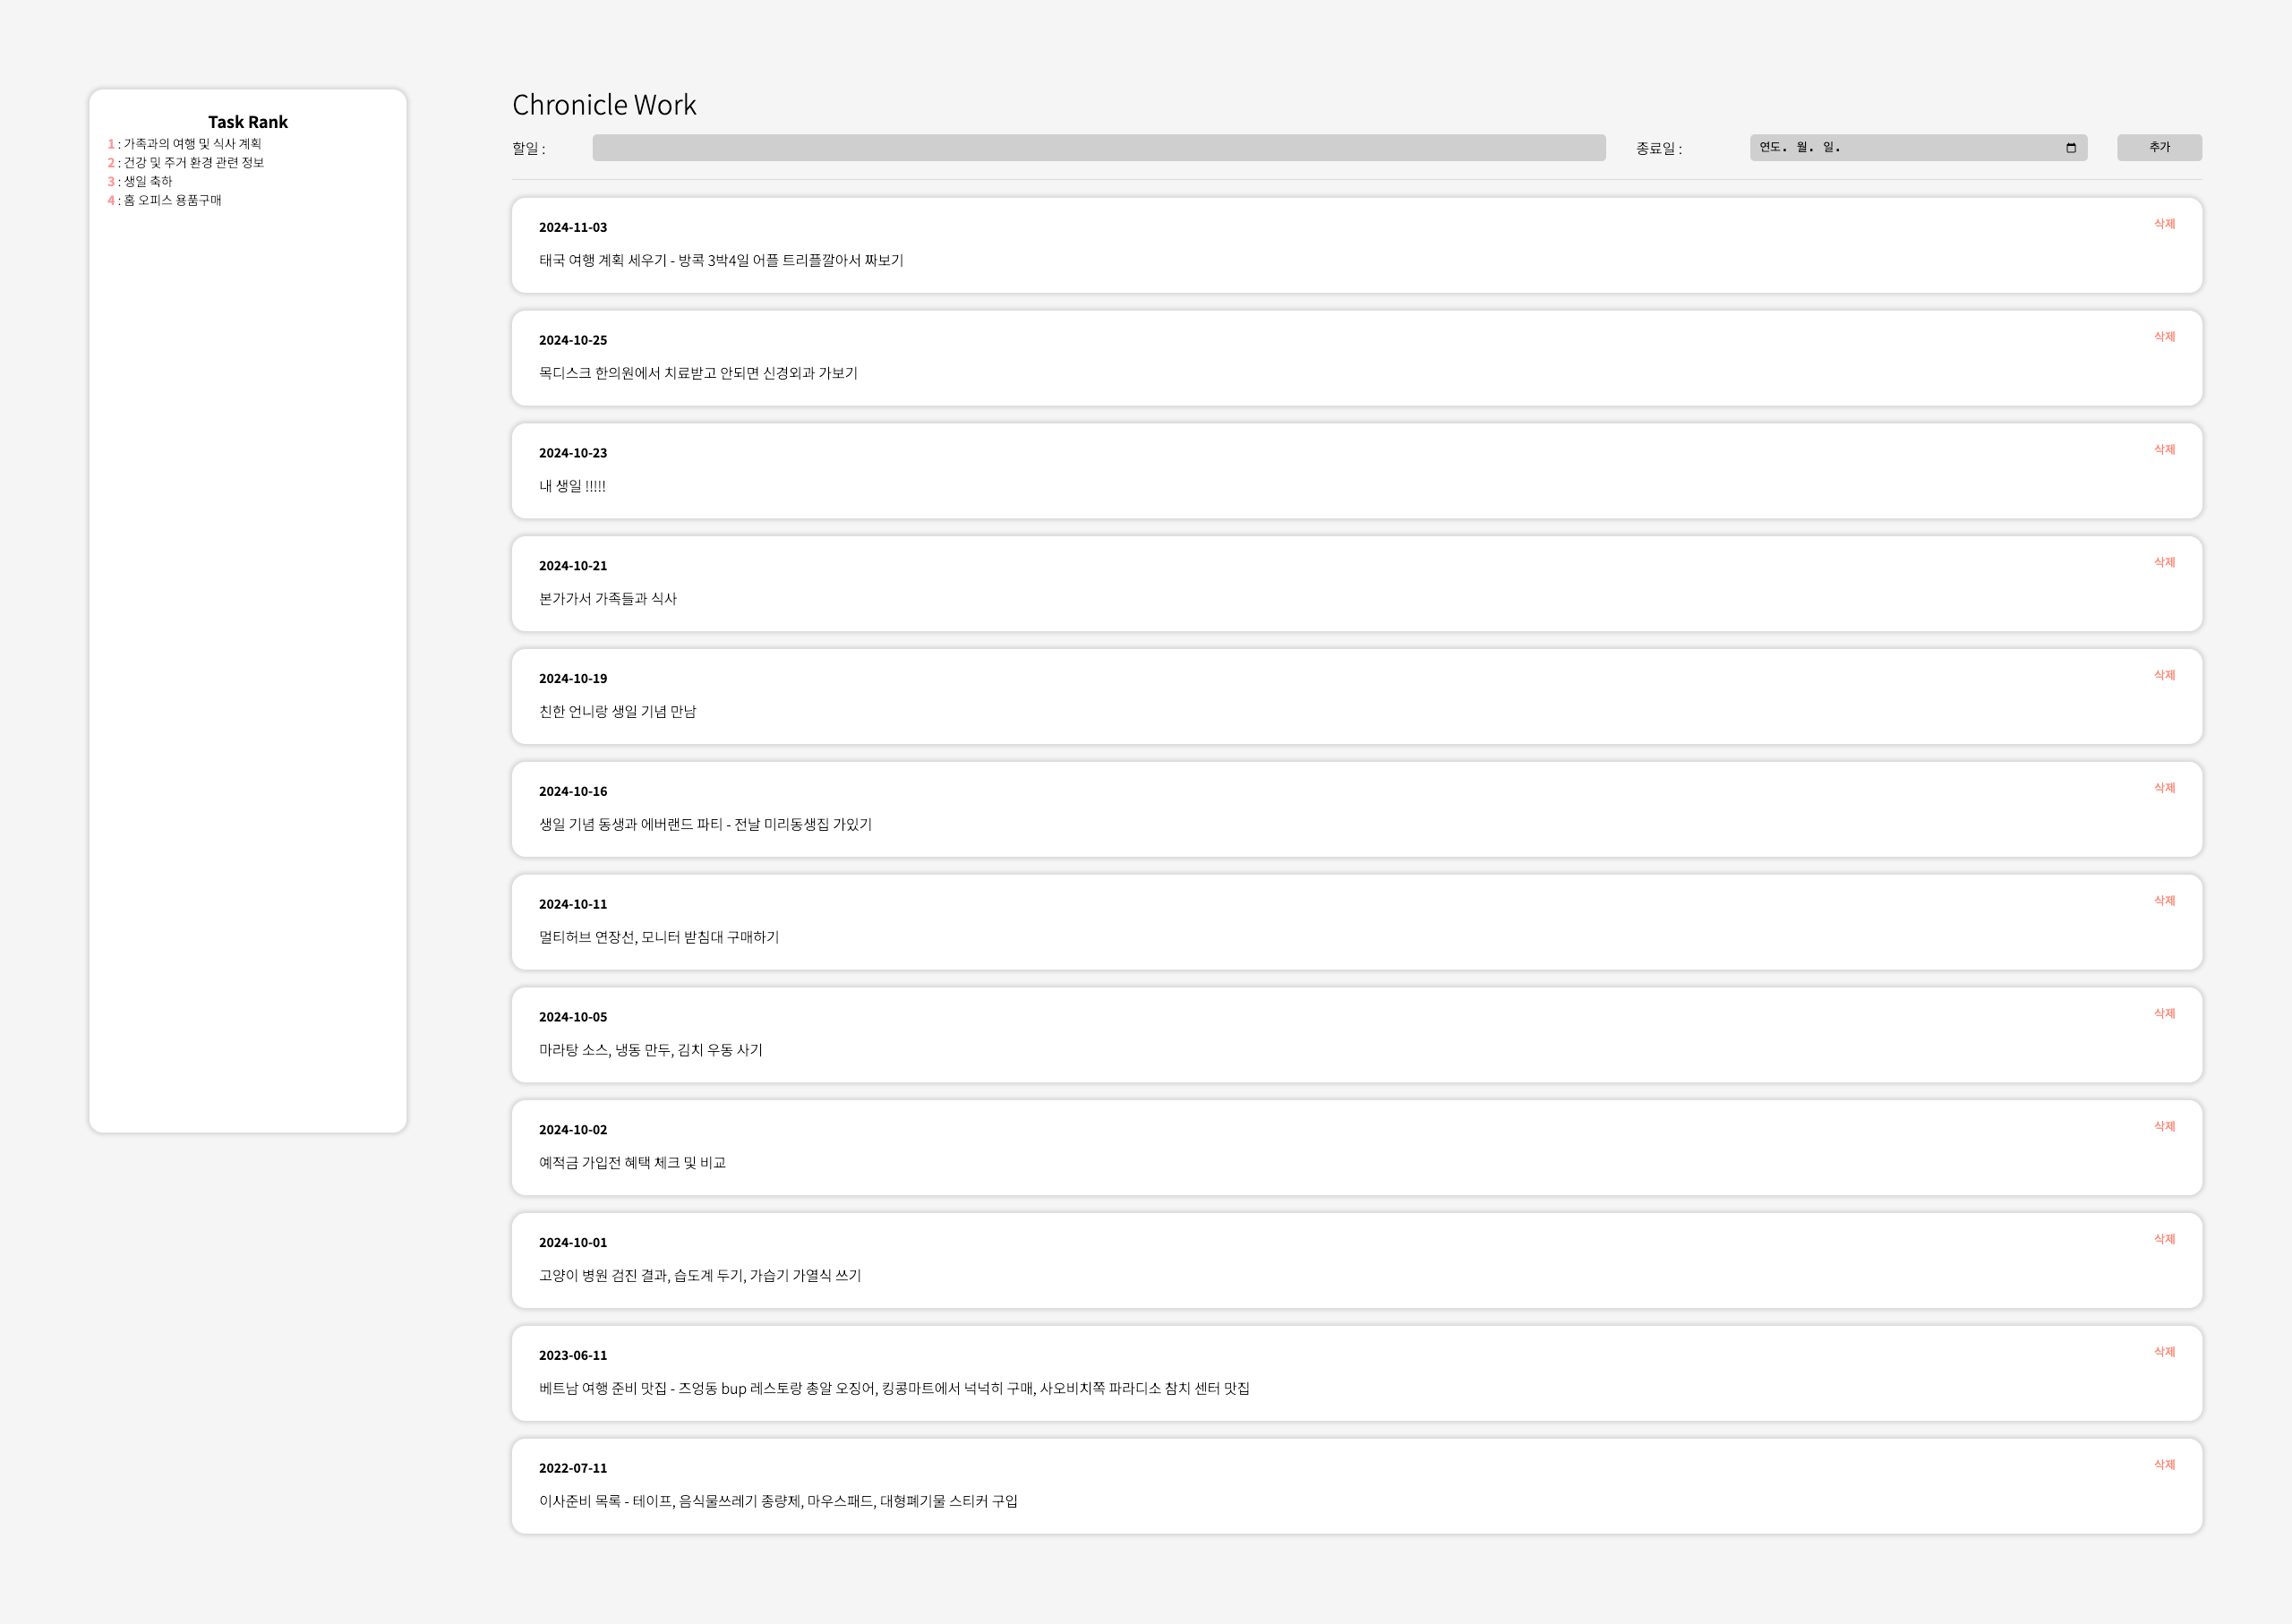 Task Rank
1 : 가족과의 여행 및 식사 계획
2 : 건강 및 주거 환경 관련 정보
3 : 생일 축하
4 : 홈 오피스 용품구매
Chronicle Work
할일 :
종료일 : 연도. 월. 일. 추가
2024-11-03 삭제
태국 여행 계획 세우기 - 방콕 3박4일 어플 트리플깔아서 짜보기
2024-10-25 삭제
목디스크 한의원에서 치료받고 안되면 신경외과 가보기
2024-10-23 삭제
내 생일 !!!!!
2024-10-21 삭제
본가가서 가족들과 식사
2024-10-19 삭제
친한 언니랑 생일 기념 만남
2024-10-16 삭제
생일 기념 동생과 에버랜드 파티 - 전날 미리동생집 가있기
2024-10-11 삭제
멀티허브 연장선, 모니터 받침대 구매하기
2024-10-05 삭제
마라탕 소스, 냉동 만두, 김치 우동 사기
2024-10-02 삭제
예적금 가입전 혜택 체크 및 비교
2024-10-01 삭제
고양이 병원 검진 결과, 습도계 두기, 가습기 가열식 쓰기
2023-06-11 삭제
베트남 여행 준비 맛집 - 즈엉동 bup 레스토랑 총알 오징어, 킹콩마트에서 넉넉히 구매, 사오비치쪽 파라디소 참치 센터 맛집
2022-07-11 삭제
이사준비 목록 - 테이프, 음식물쓰레기 종량제, 마우스패드, 대형폐기물 스티커 구입